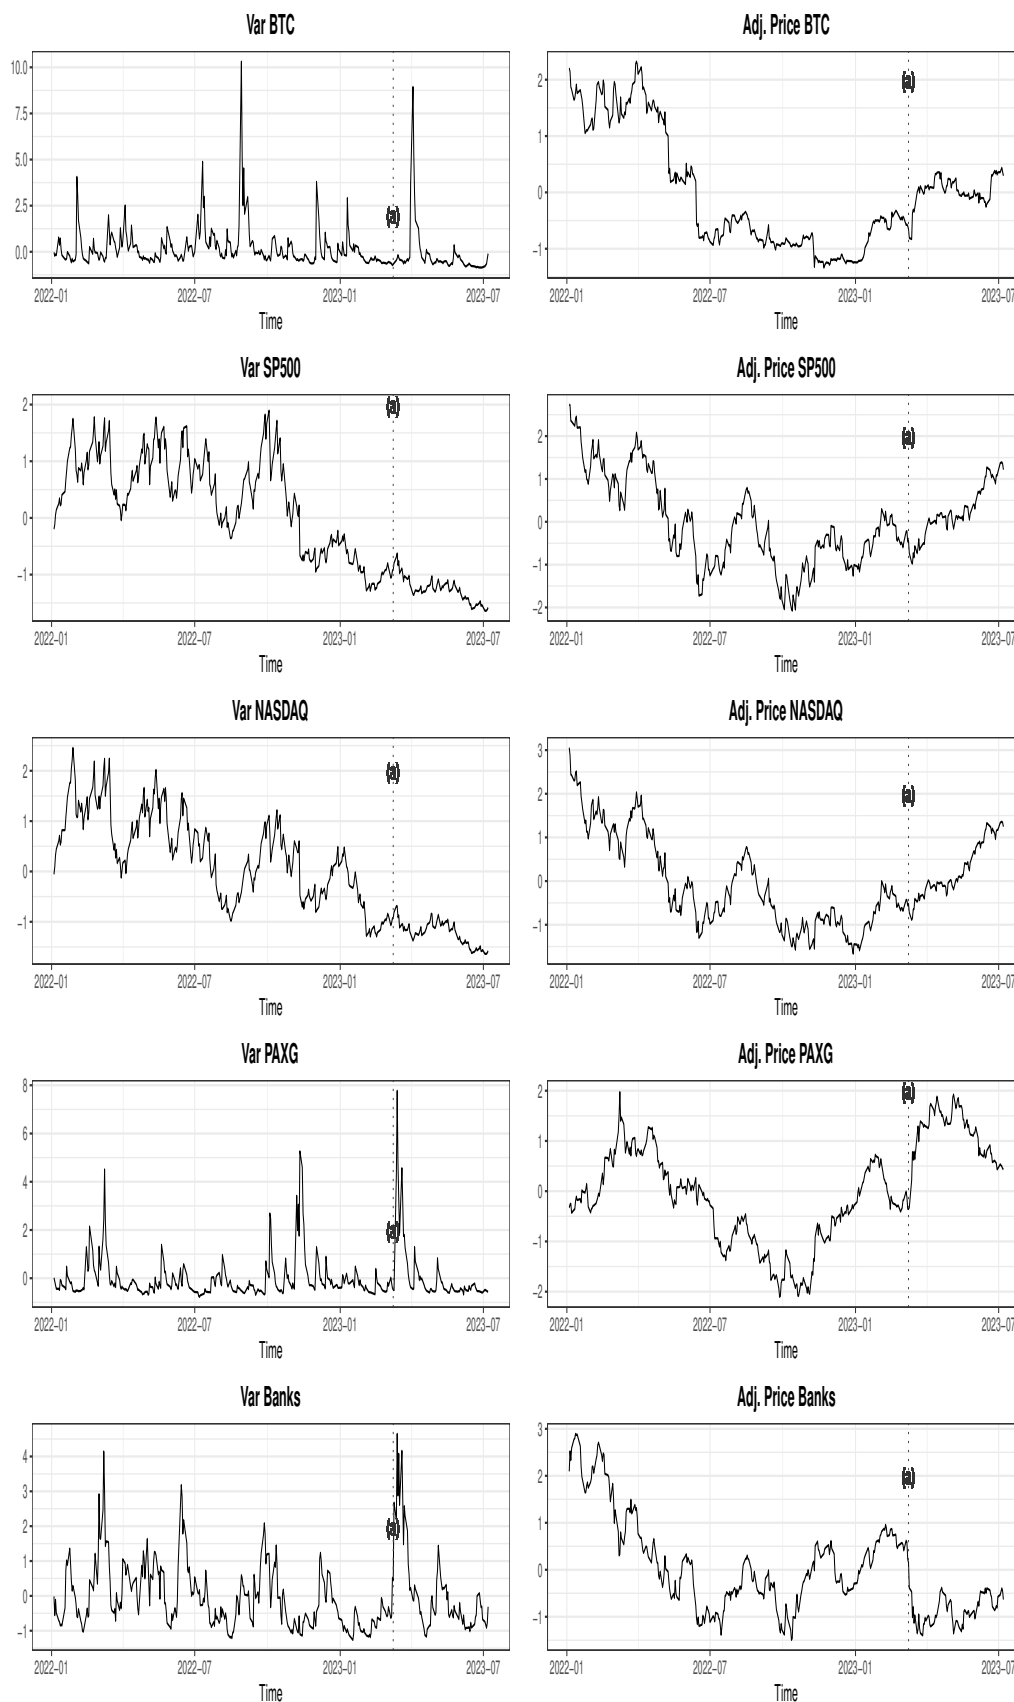 Var BTC
10.0
7.5
5.0
2.5
0.0
(a)
2022−01
2022−07
2023−01
2023−07
Time
Adj. Price BTC
2
1
0
−1
(a)
2022−01
2022−07
2023−01
2023−07
Time
Var SP500
2
1
0
−1
(a)
2022−01
2022−07
2023−01
2023−07
Time
Adj. Price SP500
2
1
0
−1
−2
(a)
2022−01
2022−07
2023−01
2023−07
Time
Var NASDAQ
2
1
0
−1
(a)
2022−01
2022−07
2023−01
2023−07
Time
Adj. Price NASDAQ
3
2
1
0
−1
(a)
2022−01
2022−07
2023−01
2023−07
Time
Var PAXG
8
6
4
2
0
(a)
2022−01
2022−07
2023−01
2023−07
Time
Adj. Price PAXG
2
1
0
−1
−2
(a)
2022−01
2022−07
2023−01
2023−07
Time
Var Banks
4
3
2
1
0
−1
(a)
2022−01
2022−07
2023−01
2023−07
Time
Adj. Price Banks
3
2
1
0
−1
(a)
2022−01
2022−07
2023−01
2023−07
Time